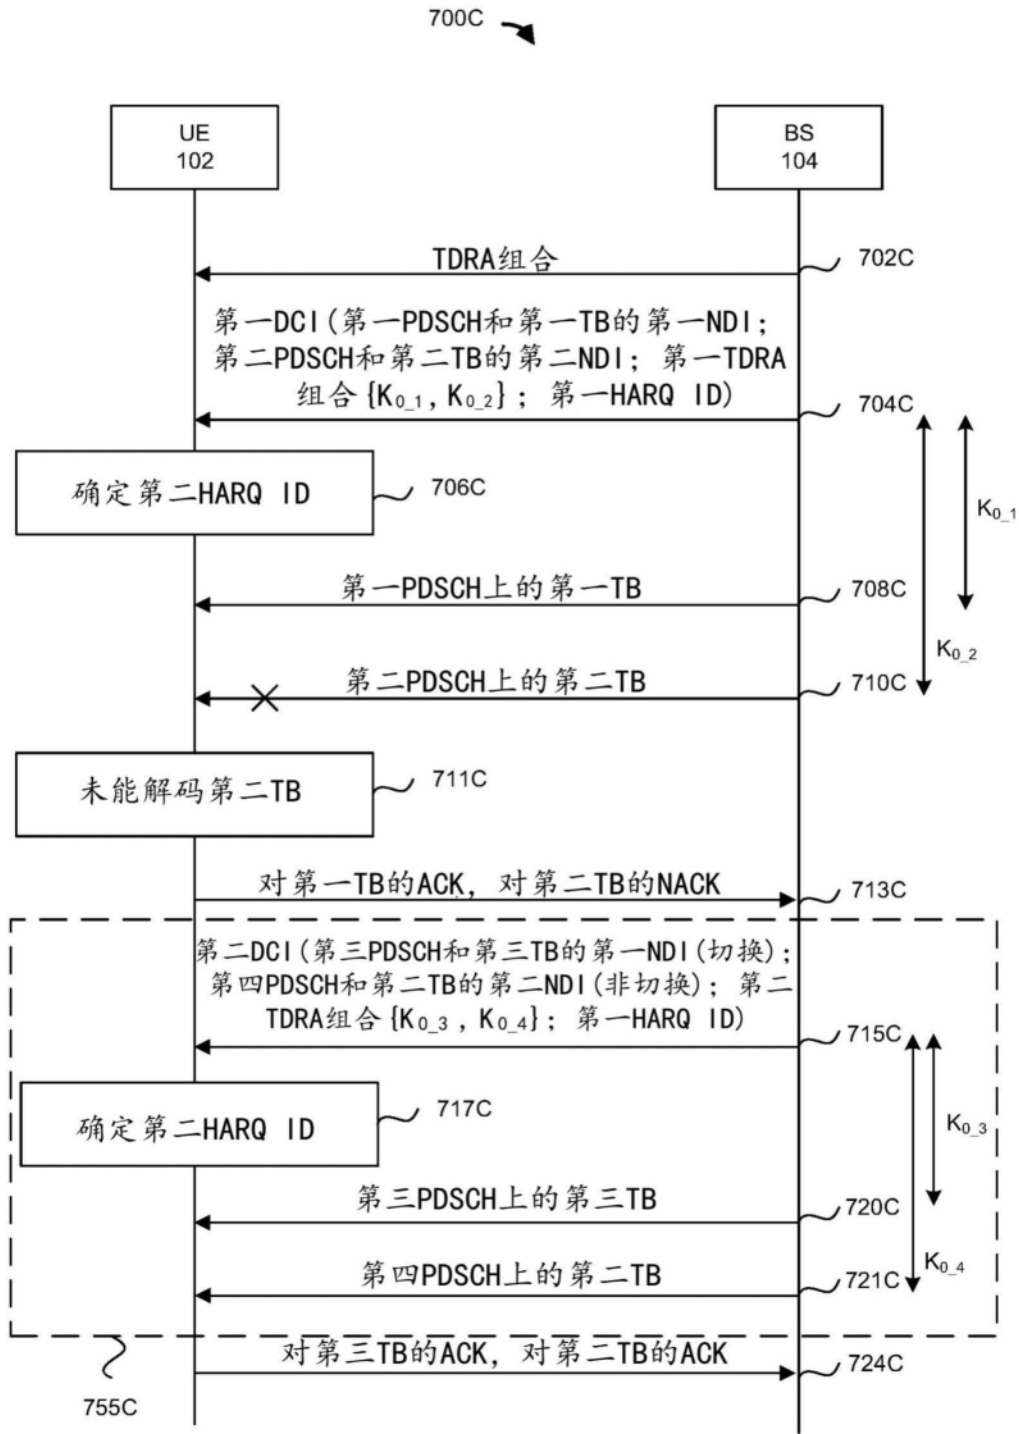 700C
UE
102
BS
104
TDRA组合
702C
第一DCI(第一PDSCH和第一TB的第一NDI;
第二PDSCH和第二TB的第二NDI; 第一TDRA
组合{K0_1, K0_2}; 第一HARQ ID)
704C
确定第二HARQ ID
706C
K0_1
第一PDSCH上的第一TB
708C
K0_2
第二PDSCH上的第二TB
710C
未能解码第二TB
711C
对第一TB的ACK, 对第二TB的NACK
713C
第二DCI(第三PDSCH和第三TB的第一NDI(切换);
第四PDSCH和第二TB的第二NDI(非切换); 第二
TDRA组合{K0_3, K0_4}; 第一HARQ ID)
715C
确定第二HARQ ID
717C
K0_3
第三PDSCH上的第三TB
720C
K0_4
第四PDSCH上的第二TB
721C
对第三TB的ACK, 对第二TB的ACK
724C
755C